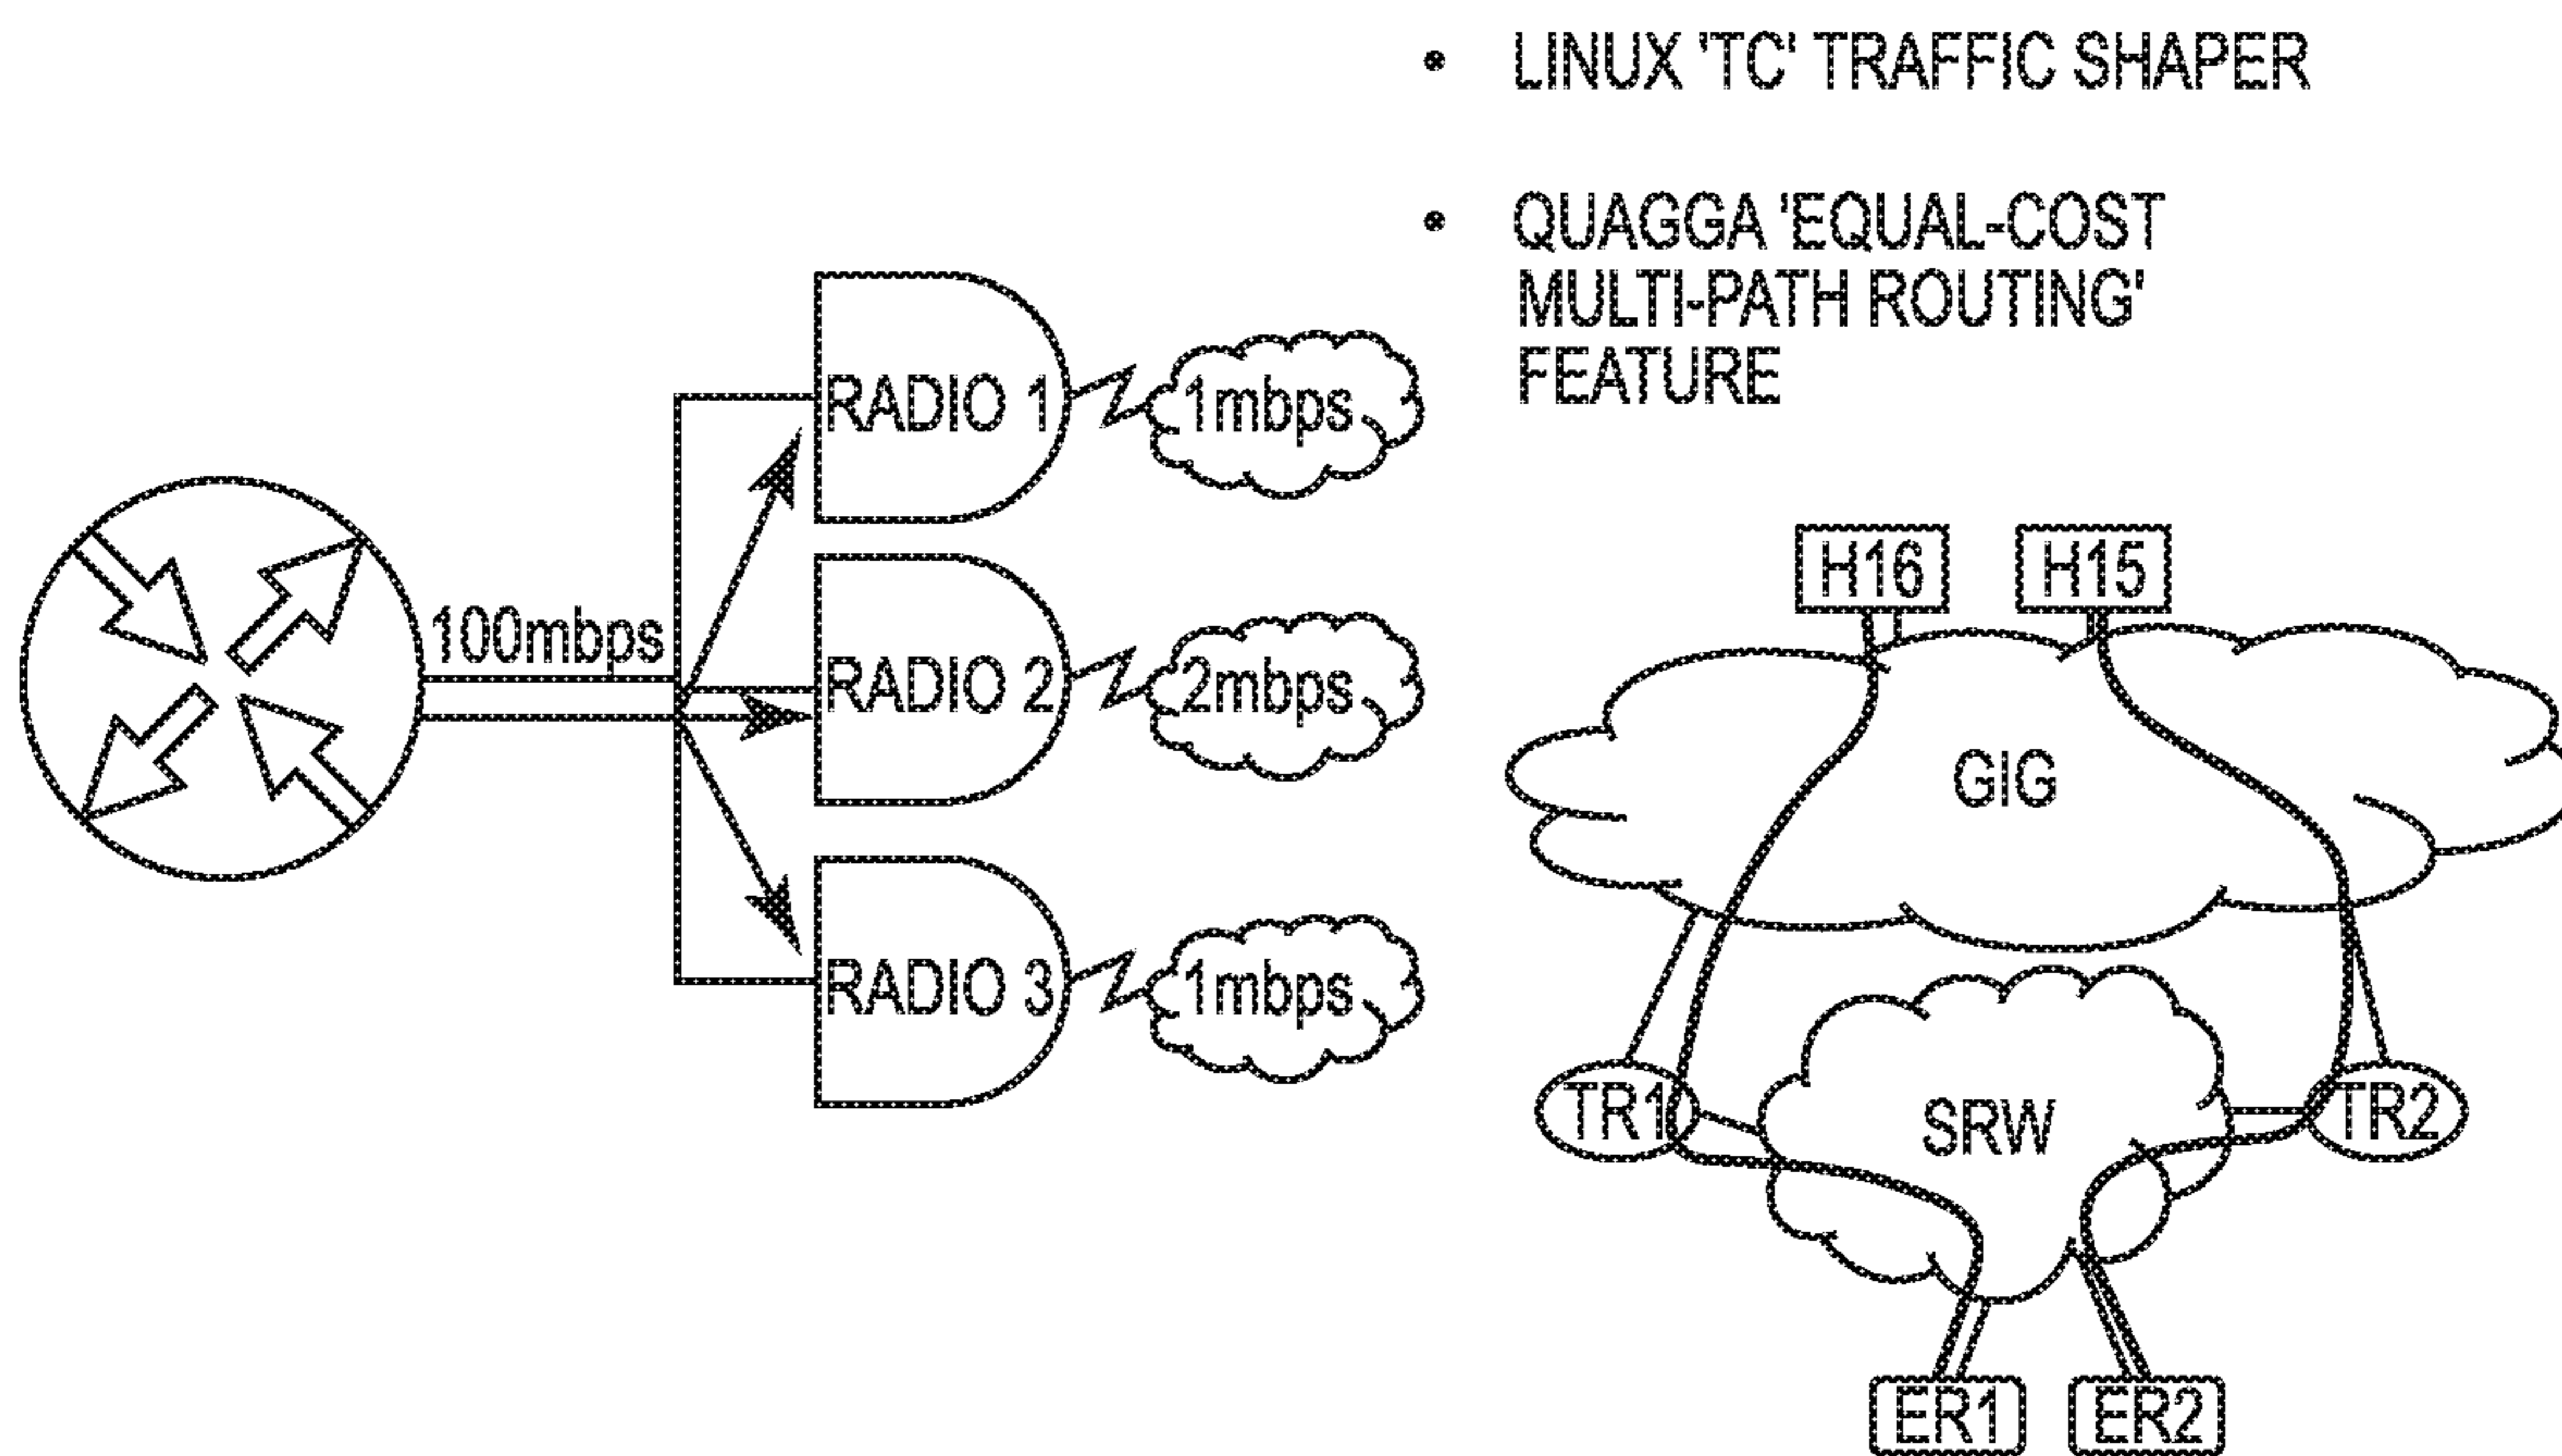 • LINUX 'TC' TRAFFIC SHAPER
• QUAGGA 'EQUAL-COST
MULTI-PATH ROUTING'
FEATURE
100mbps
RADIO 1
1mbps
RADIO 2
2mbps
RADIO 3
1mbps
H16
H15
GIG
TR1
SRW
TR2
ER1
ER2